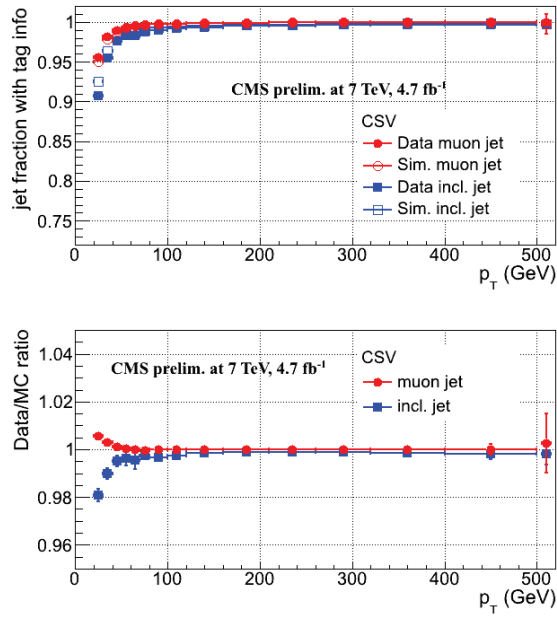 jet fraction with tag info
1
0.95
0.9
0.85
0.8
0.75
CMS prelim. at 7 TeV, 4.7 fb⁻¹
CSV
Data muon jet
Sim. muon jet
Data incl. jet
Sim. incl. jet
0 100 200 300 400 500
p_T (GeV)
Data/MC ratio
1.04
1.02
1
0.98
0.96
CMS prelim. at 7 TeV, 4.7 fb⁻¹
CSV
muon jet
incl. jet
0 100 200 300 400 500
p_T (GeV)